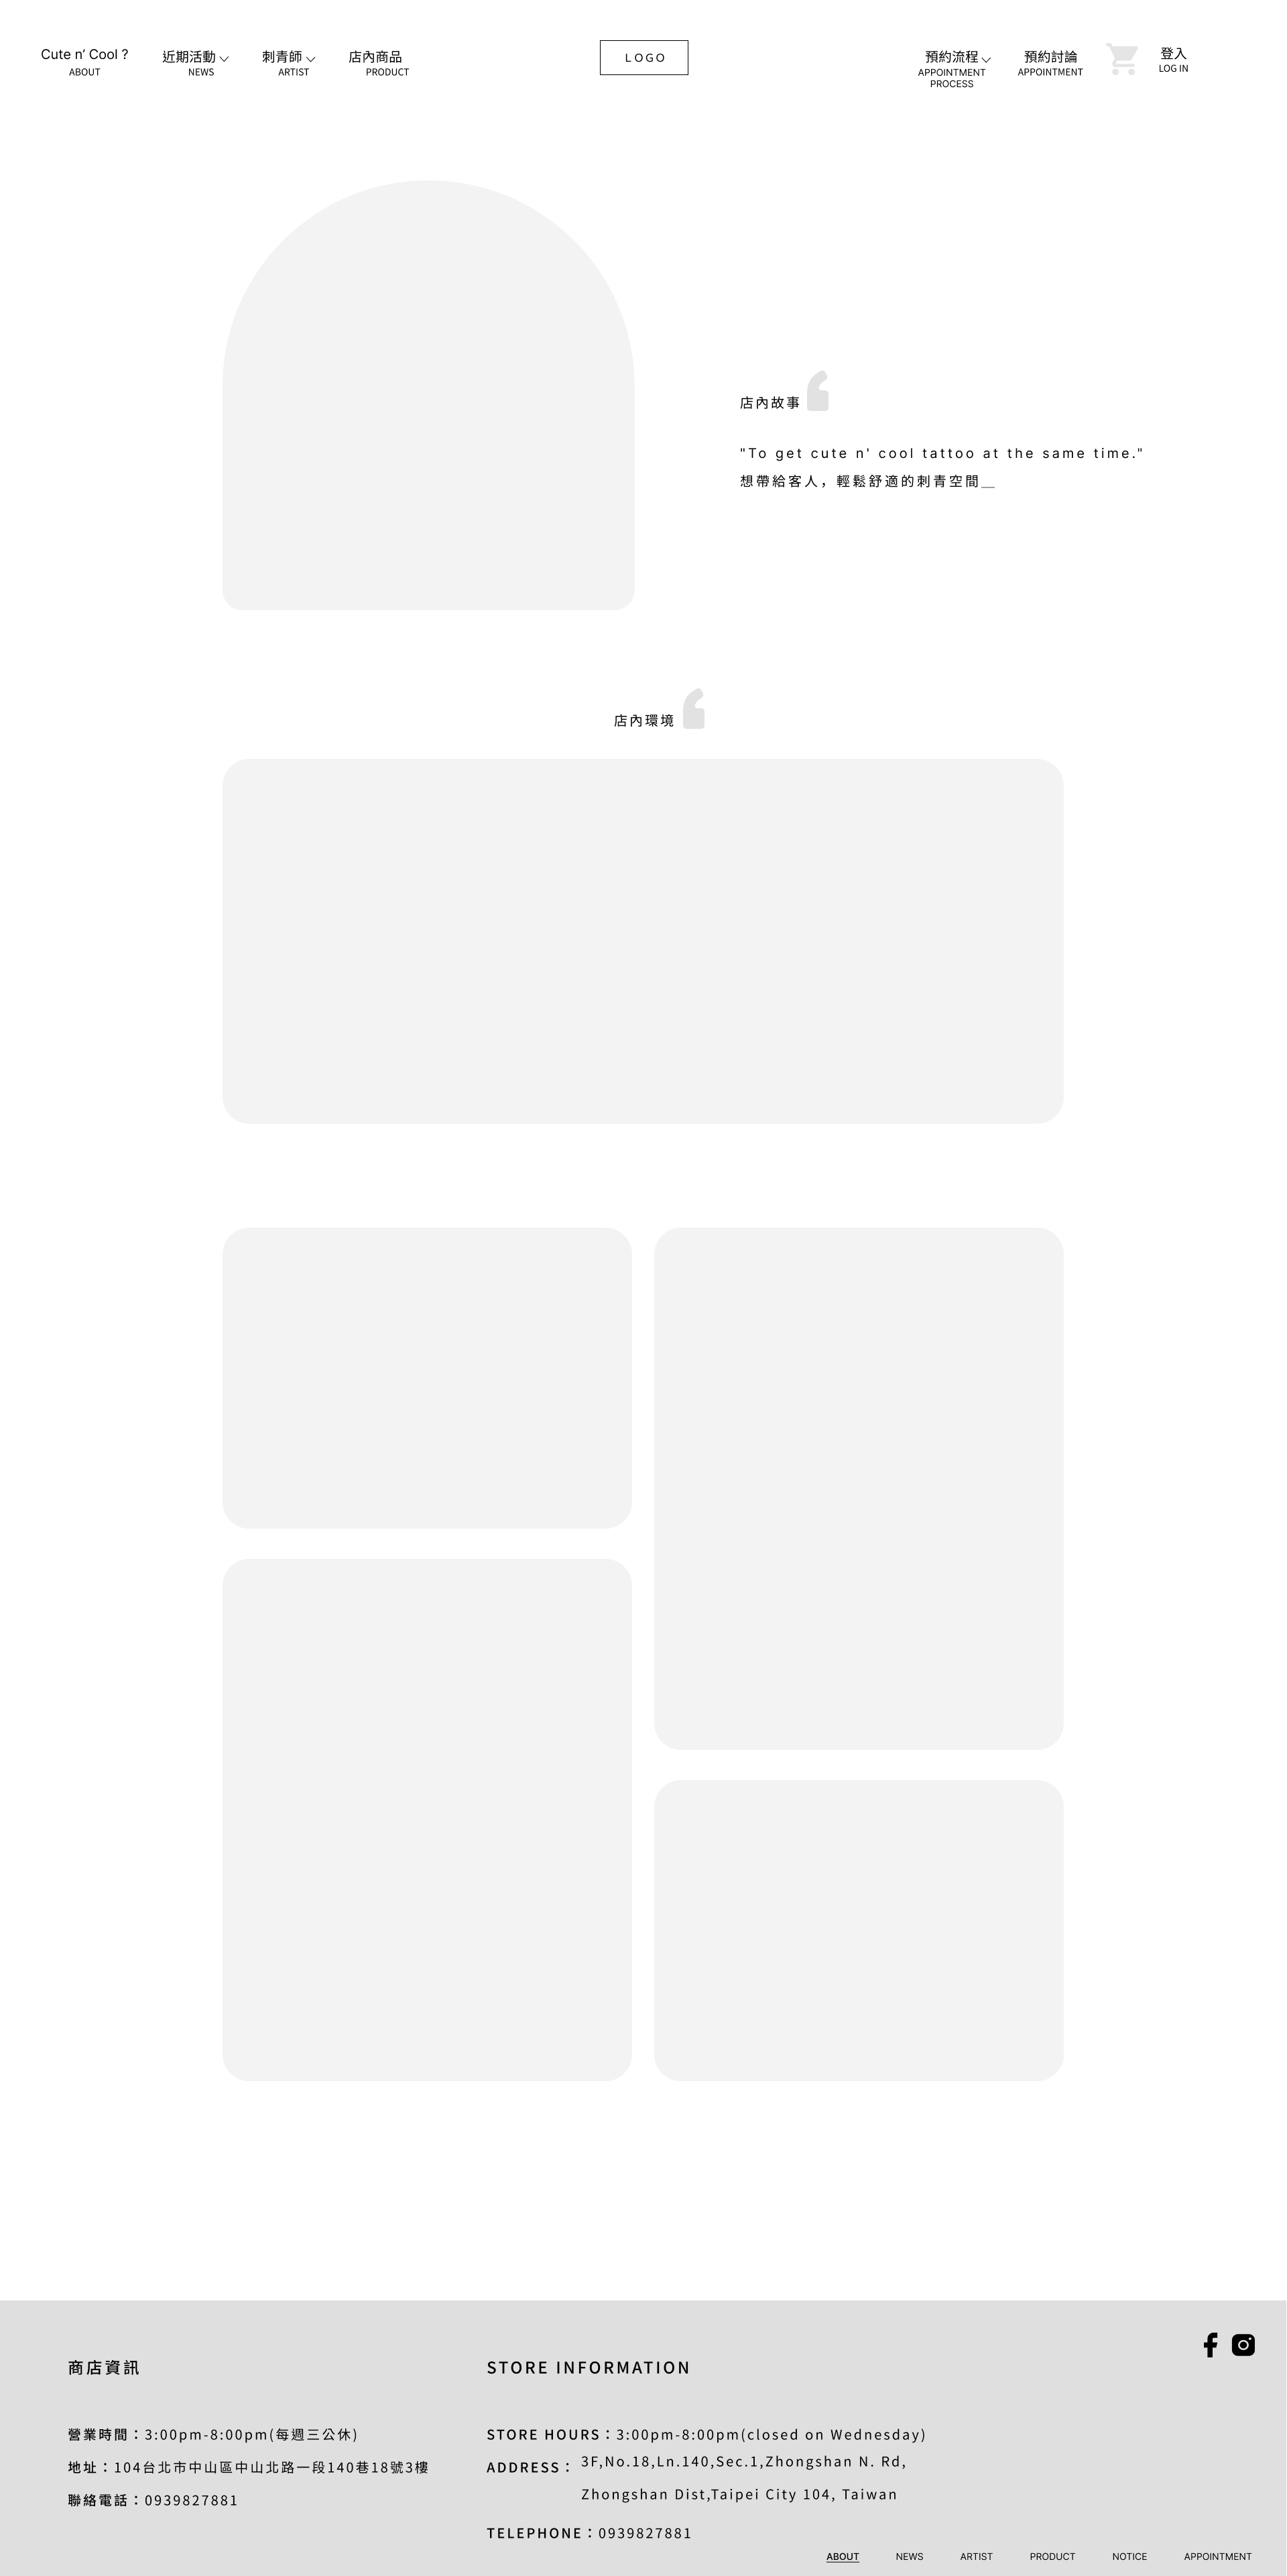 Cute n’ Cool ?
ABOUT
近期活動
NEWS
刺青師
ARTIST
店內商品
PRODUCT
LOGO
預約流程
APPOINTMENT
PROCESS
預約討論
APPOINTMENT
登入
LOG IN
店內故事
"To get cute n' cool tattoo at the same time."
想帶給客人，輕鬆舒適的刺青空間__
店內環境
商店資訊
營業時間：3:00pm-8:00pm(每週三公休)
地址：104台北市中山區中山北路一段140巷18號3樓
聯絡電話：0939827881
STORE INFORMATION
STORE HOURS：3:00pm-8:00pm(closed on Wednesday)
ADDRESS： 3F,No.18,Ln.140,Sec.1,Zhongshan N. Rd,
Zhongshan Dist,Taipei City 104, Taiwan
TELEPHONE：0939827881
ABOUT NEWS ARTIST PRODUCT NOTICE APPOINTMENT